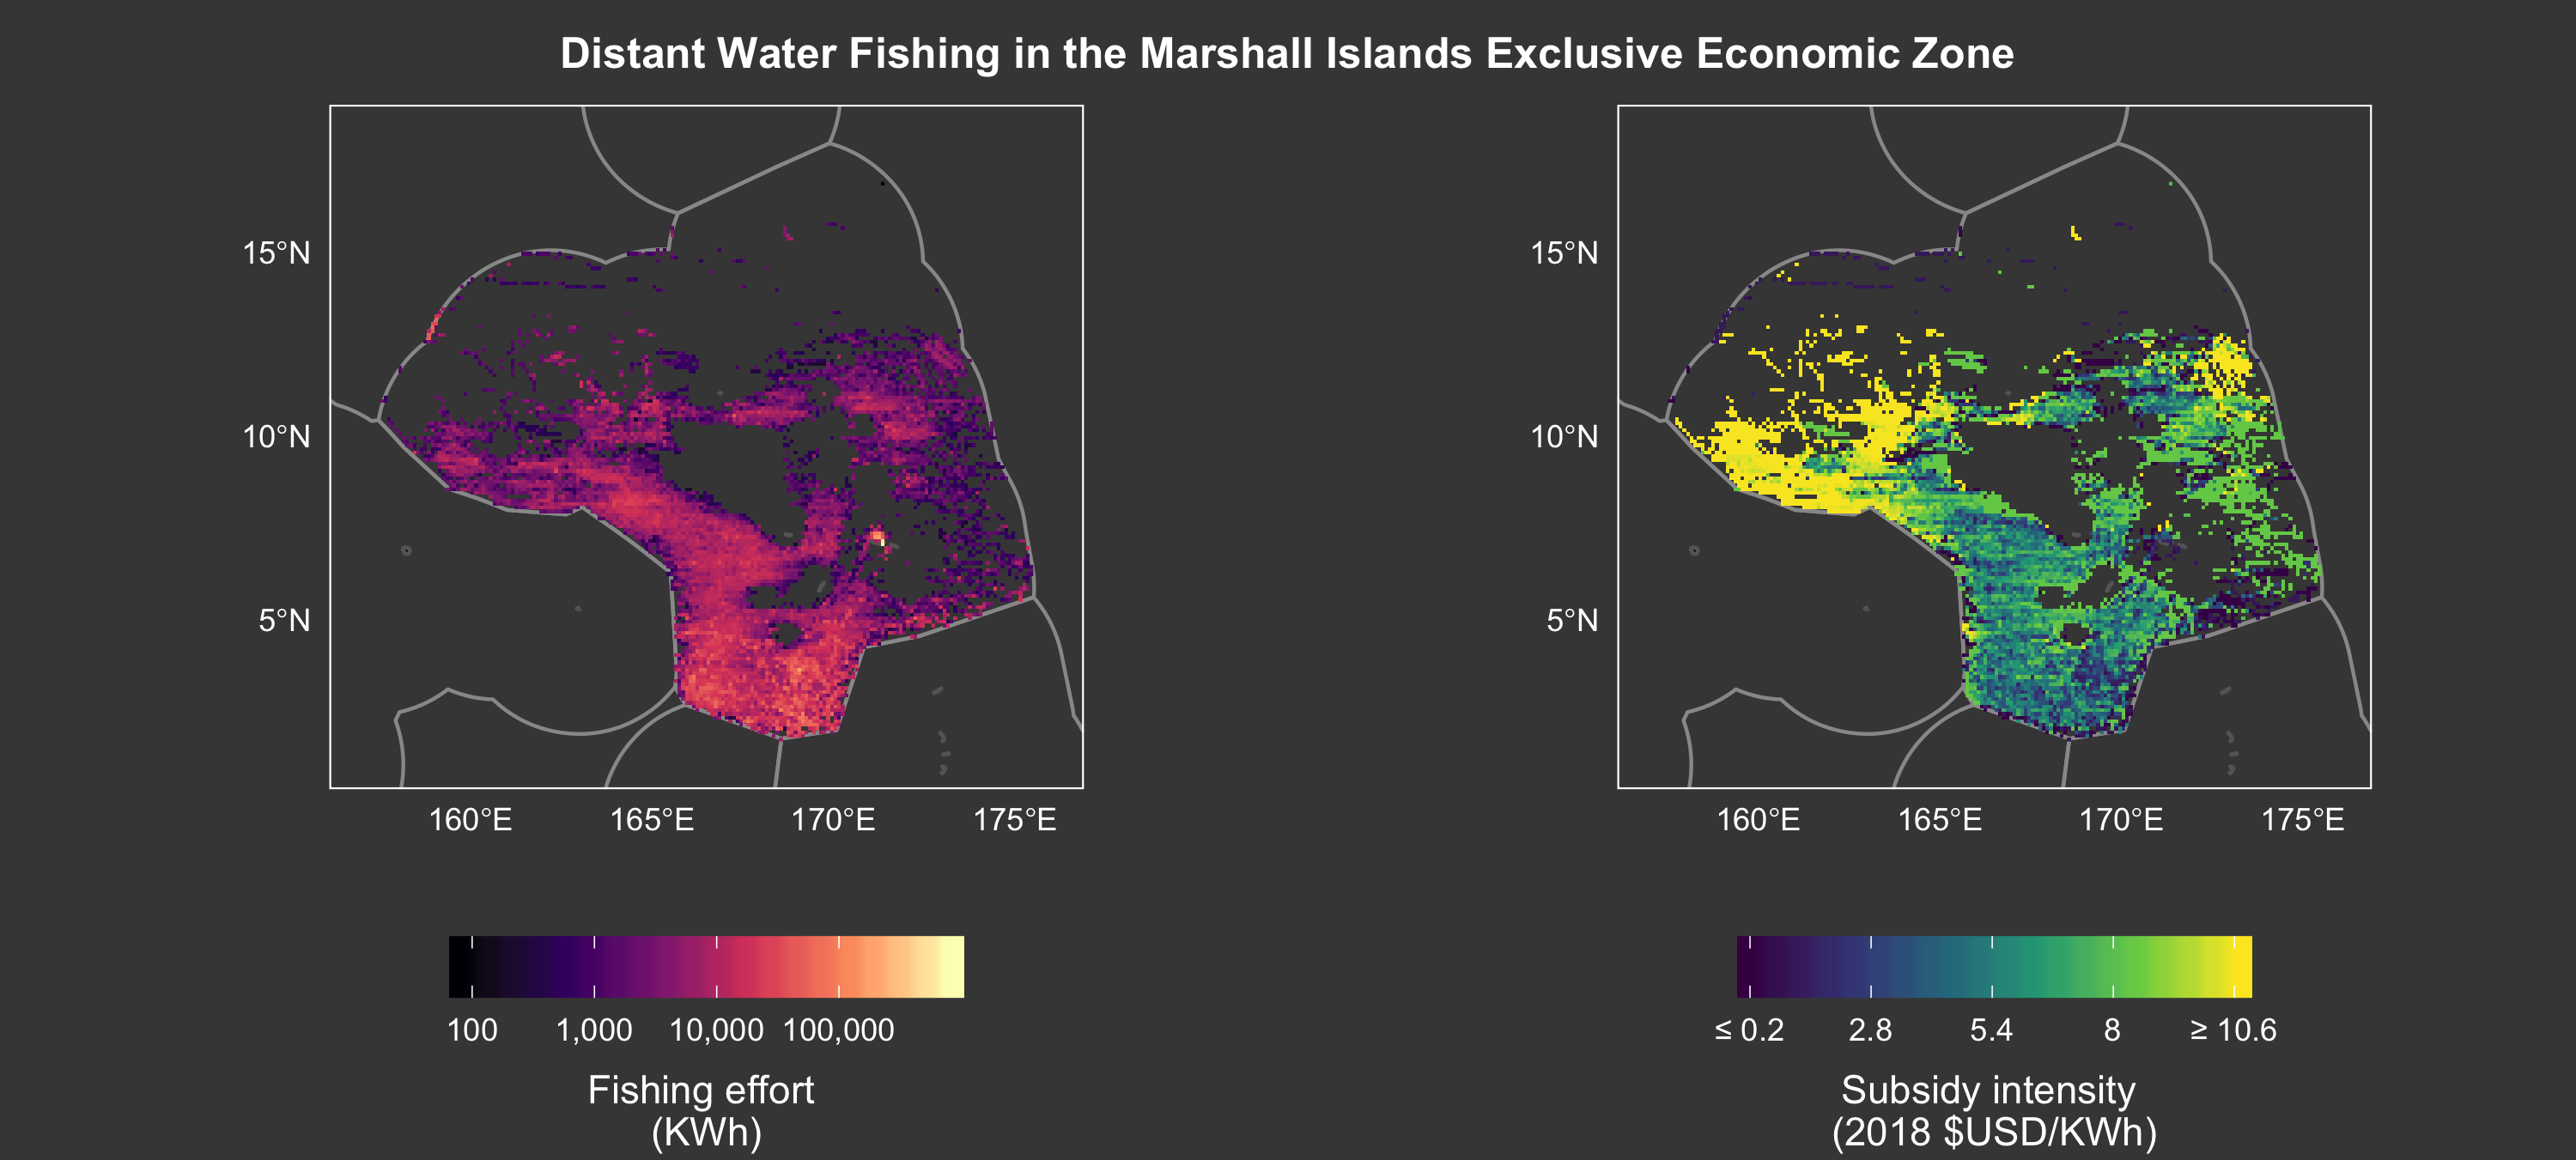 Distant Water Fishing in the Marshall Islands Exclusive Economic Zone
15°N
10°N
5°N
160°E 165°E 170°E 175°E
100 1,000 10,000 100,000
Fishing effort
(KWh)
15°N
10°N
5°N
160°E 165°E 170°E 175°E
≤ 0.2 2.8 5.4 8 ≥ 10.6
Subsidy intensity
(2018 $USD/KWh)